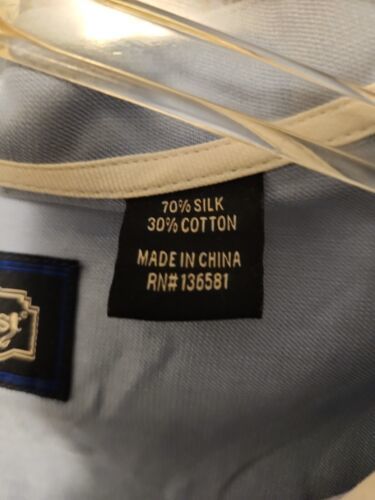 70% SILK
30% COTTON
MADE IN CHINA
RN#136581